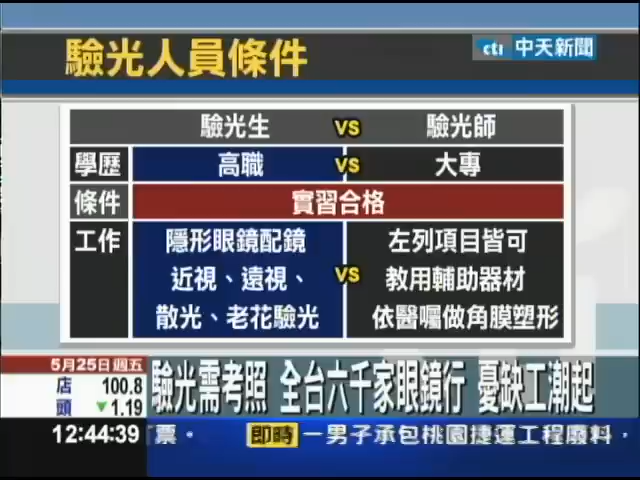 驗光人員條件
cti 中天新聞
驗光生 vs 驗光師
學歷 高職 vs 大專
條件 實習合格
工作 隱形眼鏡配鏡 左列項目皆可
近視、遠視、 vs 教用輔助器材
散光、老花驗光 依醫囑做角膜塑形
5月25日週五
店 100.8
頭 ▼1.19
驗光需考照 全台六千家眼鏡行 憂缺工潮起
12:44:39 票。 即時 一男子承包桃園捷運工程廢料,